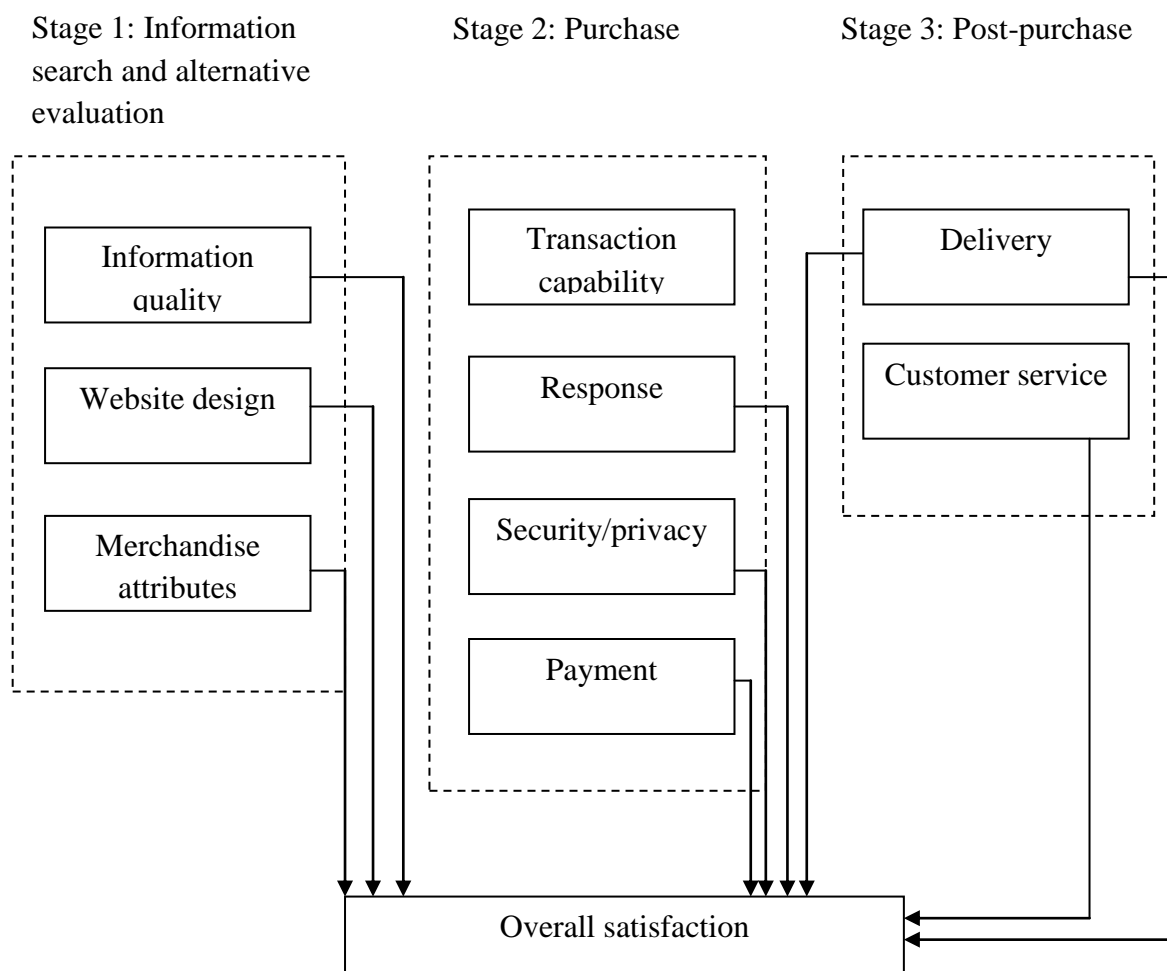 Stage 1: Information
search and alternative
evaluation
Stage 2: Purchase
Stage 3: Post-purchase
Information
quality
Website design
Merchandise
attributes
Transaction
capability
Response
Security/privacy
Payment
Delivery
Customer service
Overall satisfaction